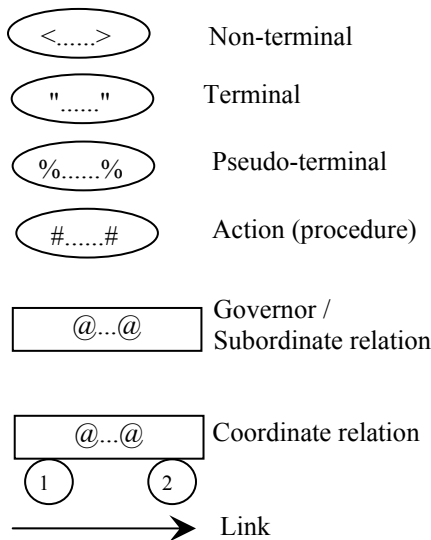 <......> Non-terminal
"......" Terminal
%......% Pseudo-terminal
#......# Action (procedure)
@...@ Governor /
Subordinate relation
@...@ Coordinate relation
1 2
Link